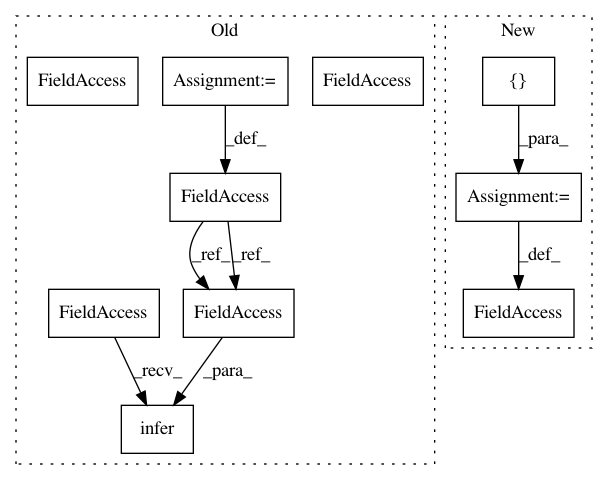 Old
New
FieldAccess
Assignment:=
FieldAccess
{}
_def_
_para_
FieldAccess
Assignment:=
_ref_
_ref_
_def_
FieldAccess
FieldAccess
FieldAccess
_recv_
_para_
infer